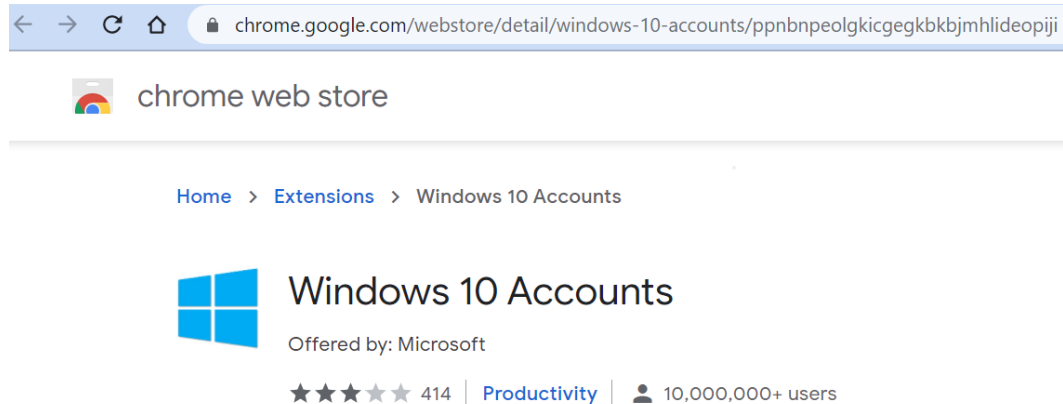 chrome.google.com/webstore/detail/windows-10-accounts/ppnbnpeolgkicgegkbkbjmhlideopiji
chrome web store
Home > Extensions > Windows 10 Accounts
Windows 10 Accounts
Offered by: Microsoft
414 | Productivity | 10,000,000+ users